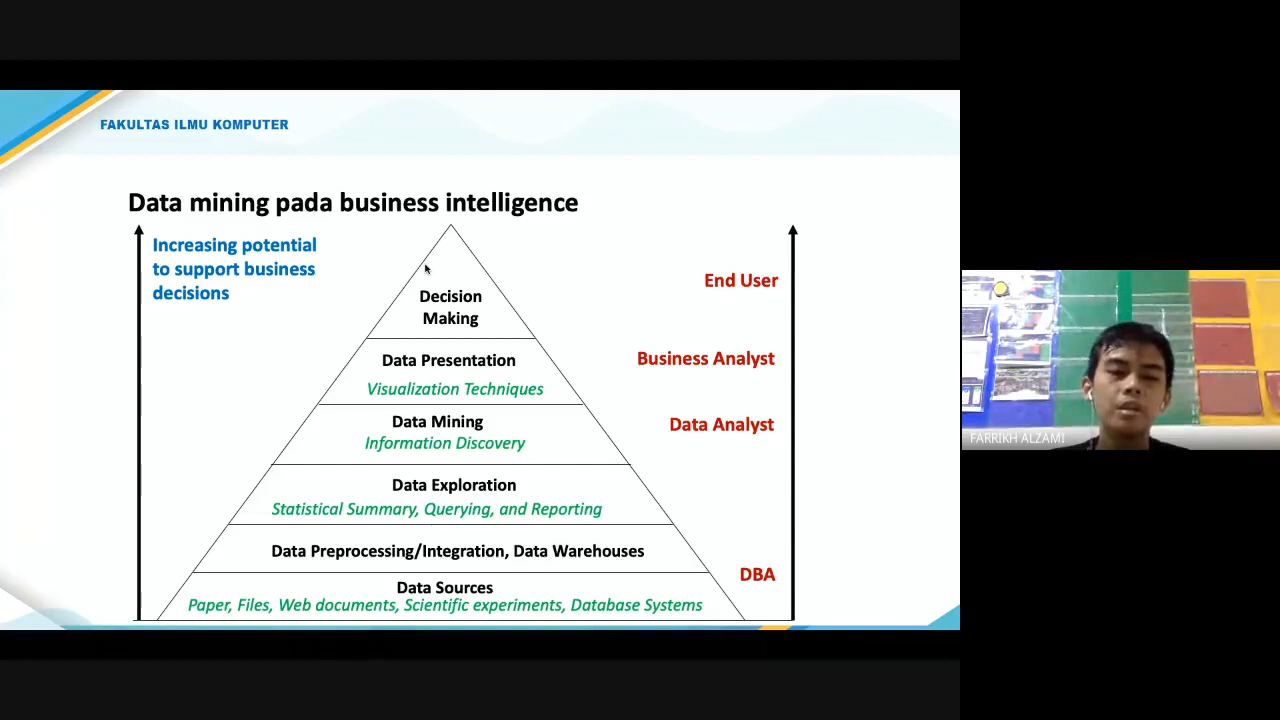 FAKULTAS ILMU KOMPUTER
Data mining pada business intelligence
Increasing potential
to support business
decisions
End User
Decision
Making
Data Presentation
Business Analyst
Visualization Techniques
Data Mining
Data Analyst
Information Discovery
Data Exploration
Statistical Summary, Querying, and Reporting
Data Preprocessing/Integration, Data Warehouses
DBA
Data Sources
Paper, Files, Web documents, Scientific experiments, Database Systems
FARRIKH ALZAMI